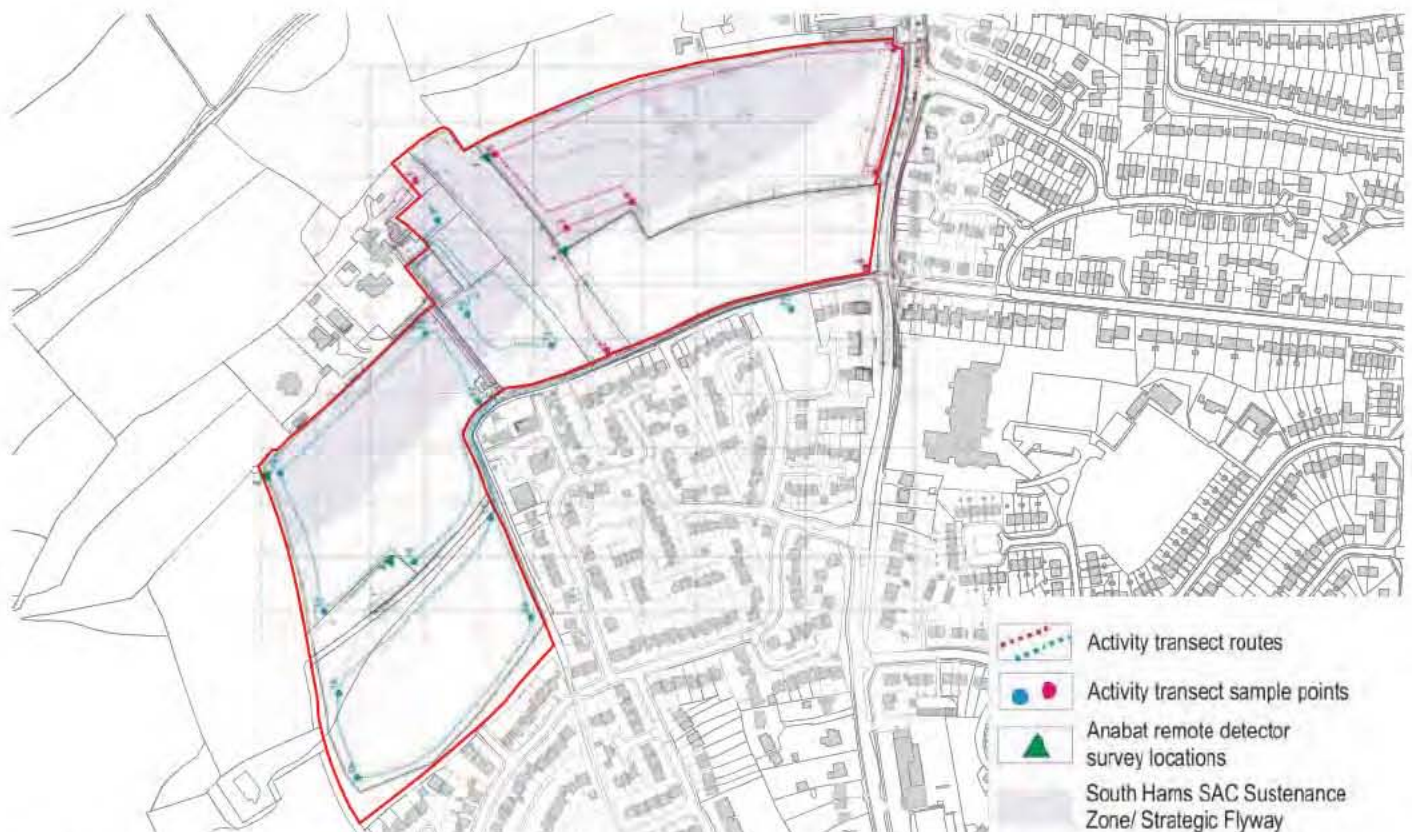 Activity transect routes
Activity transect sample points
Anabat remote detector
survey locations
South Hams SAC Sustenance
Zone/ Strategic Flyway